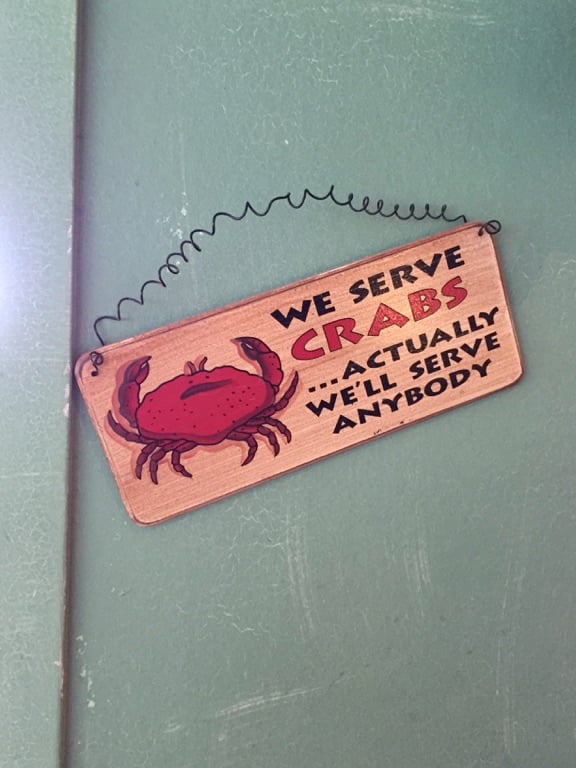 WE SERVE
CRABS
...ACTUALLY
WE'LL SERVE
ANYBODY